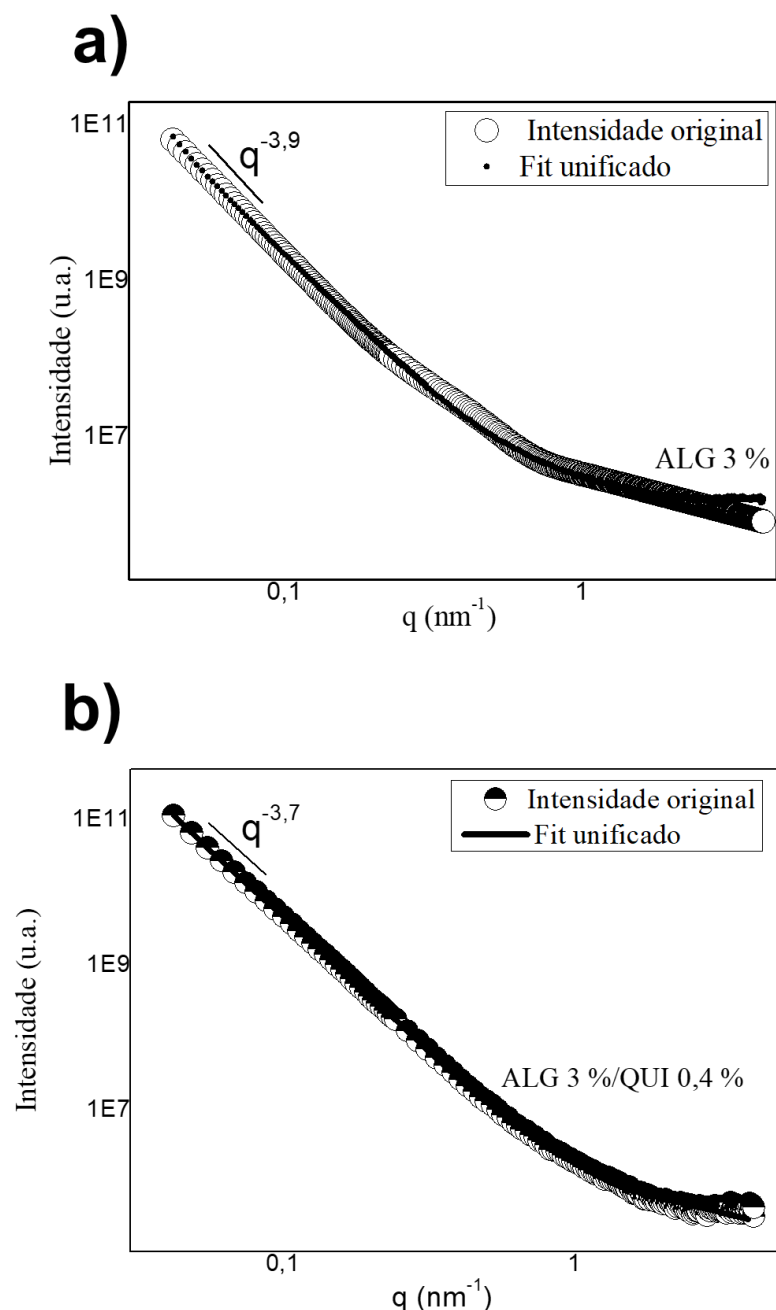 a)
1E11
1E9
1E7
Intensidade (u.a.)
q-3,9
Intensidade original
Fit unificado
ALG 3 %
0,1
1
q (nm-1)
b)
1E11
1E9
1E7
Intensidade (u.a.)
q-3,7
Intensidade original
Fit unificado
ALG 3 %/QUI 0,4 %
0,1
1
q (nm-1)